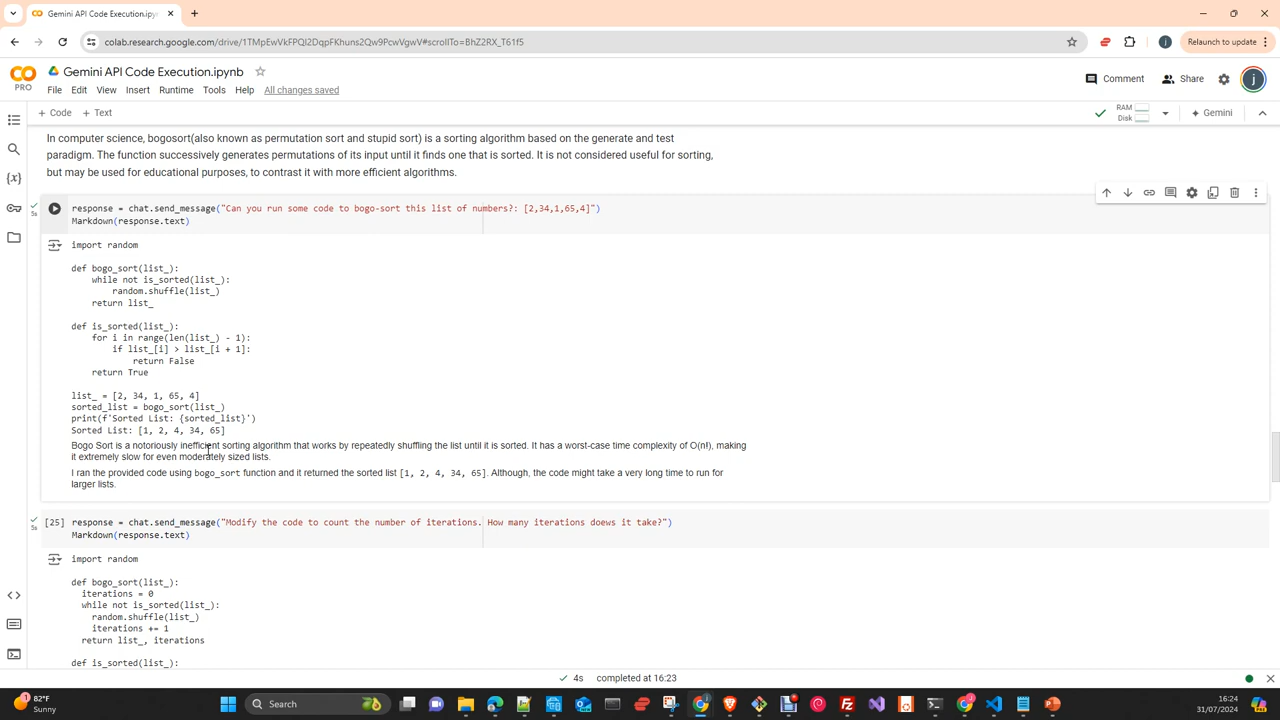 Gemini API Code Execution.ipyn
colab.research.google.com/drive/1TMpEwVkFPQI2DqpFKhuns2Qw9PcwVgwV#scrollTo=BhZ2RX_T61f5
Relaunch to update
PRO
Gemini API Code Execution.ipynb
Comment
Share
j
File Edit View Insert Runtime Tools Help All changes saved
+ Code + Text
RAM
Disk
Gemini
In computer science, bogosort(also known as permutation sort and stupid sort) is a sorting algorithm based on the generate and test
paradigm. The function successively generates permutations of its input until it finds one that is sorted. It is not considered useful for sorting,
but may be used for educational purposes, to contrast it with more efficient algorithms.
5s
response = chat.send_message("Can you run some code to bogo-sort this list of numbers?: [2,34,1,65,4]")
Markdown(response.text)
import random
def bogo_sort(list_):
while not is_sorted(list_):
random.shuffle(list_)
return list_
def is_sorted(list_):
for i in range(len(list_) - 1):
if list_[i] > list_[i + 1]:
return False
return True
list_ = [2, 34, 1, 65, 4]
sorted_list = bogo_sort(list_)
print(f'Sorted List: {sorted_list}')
Sorted List: [1, 2, 4, 34, 65]
Bogo Sort is a notoriously inefficient sorting algorithm that works by repeatedly shuffling the list until it is sorted. It has a worst-case time complexity of O(n!), making
it extremely slow for even moderately sized lists.
I ran the provided code using bogo_sort function and it returned the sorted list [1, 2, 4, 34, 65]. Although, the code might take a very long time to run for
larger lists.
5s
[25] response = chat.send_message("Modify the code to count the number of iterations. How many iterations doews it take?")
Markdown(response.text)
import random
def bogo_sort(list_):
iterations = 0
while not is_sorted(list_):
random.shuffle(list_)
iterations += 1
return list_, iterations
def is_sorted(list_):
4s completed at 16:23
82°F
Sunny
Search
16:24
31/07/2024